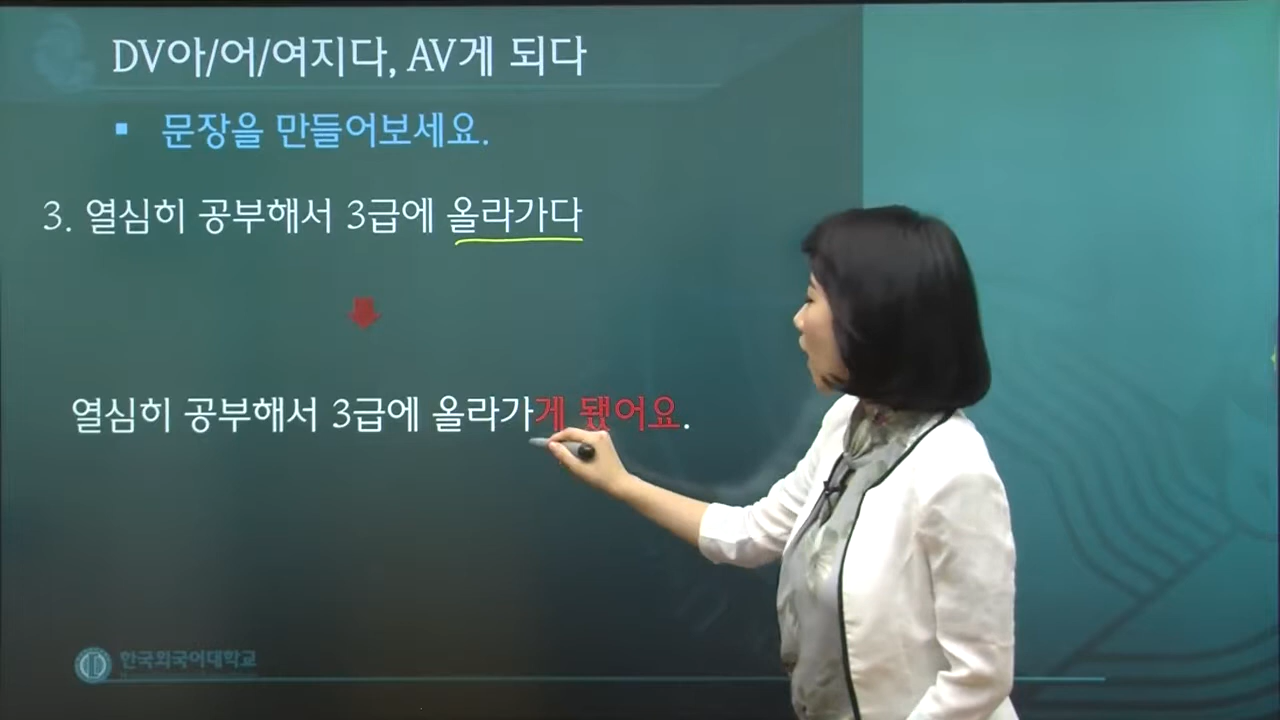 DV아/어/여지다, AV게 되다
▪ 문장을 만들어보세요.
3. 열심히 공부해서 3급에 올라가다
열심히 공부해서 3급에 올라가게 됐어요.
한국외국어대학교